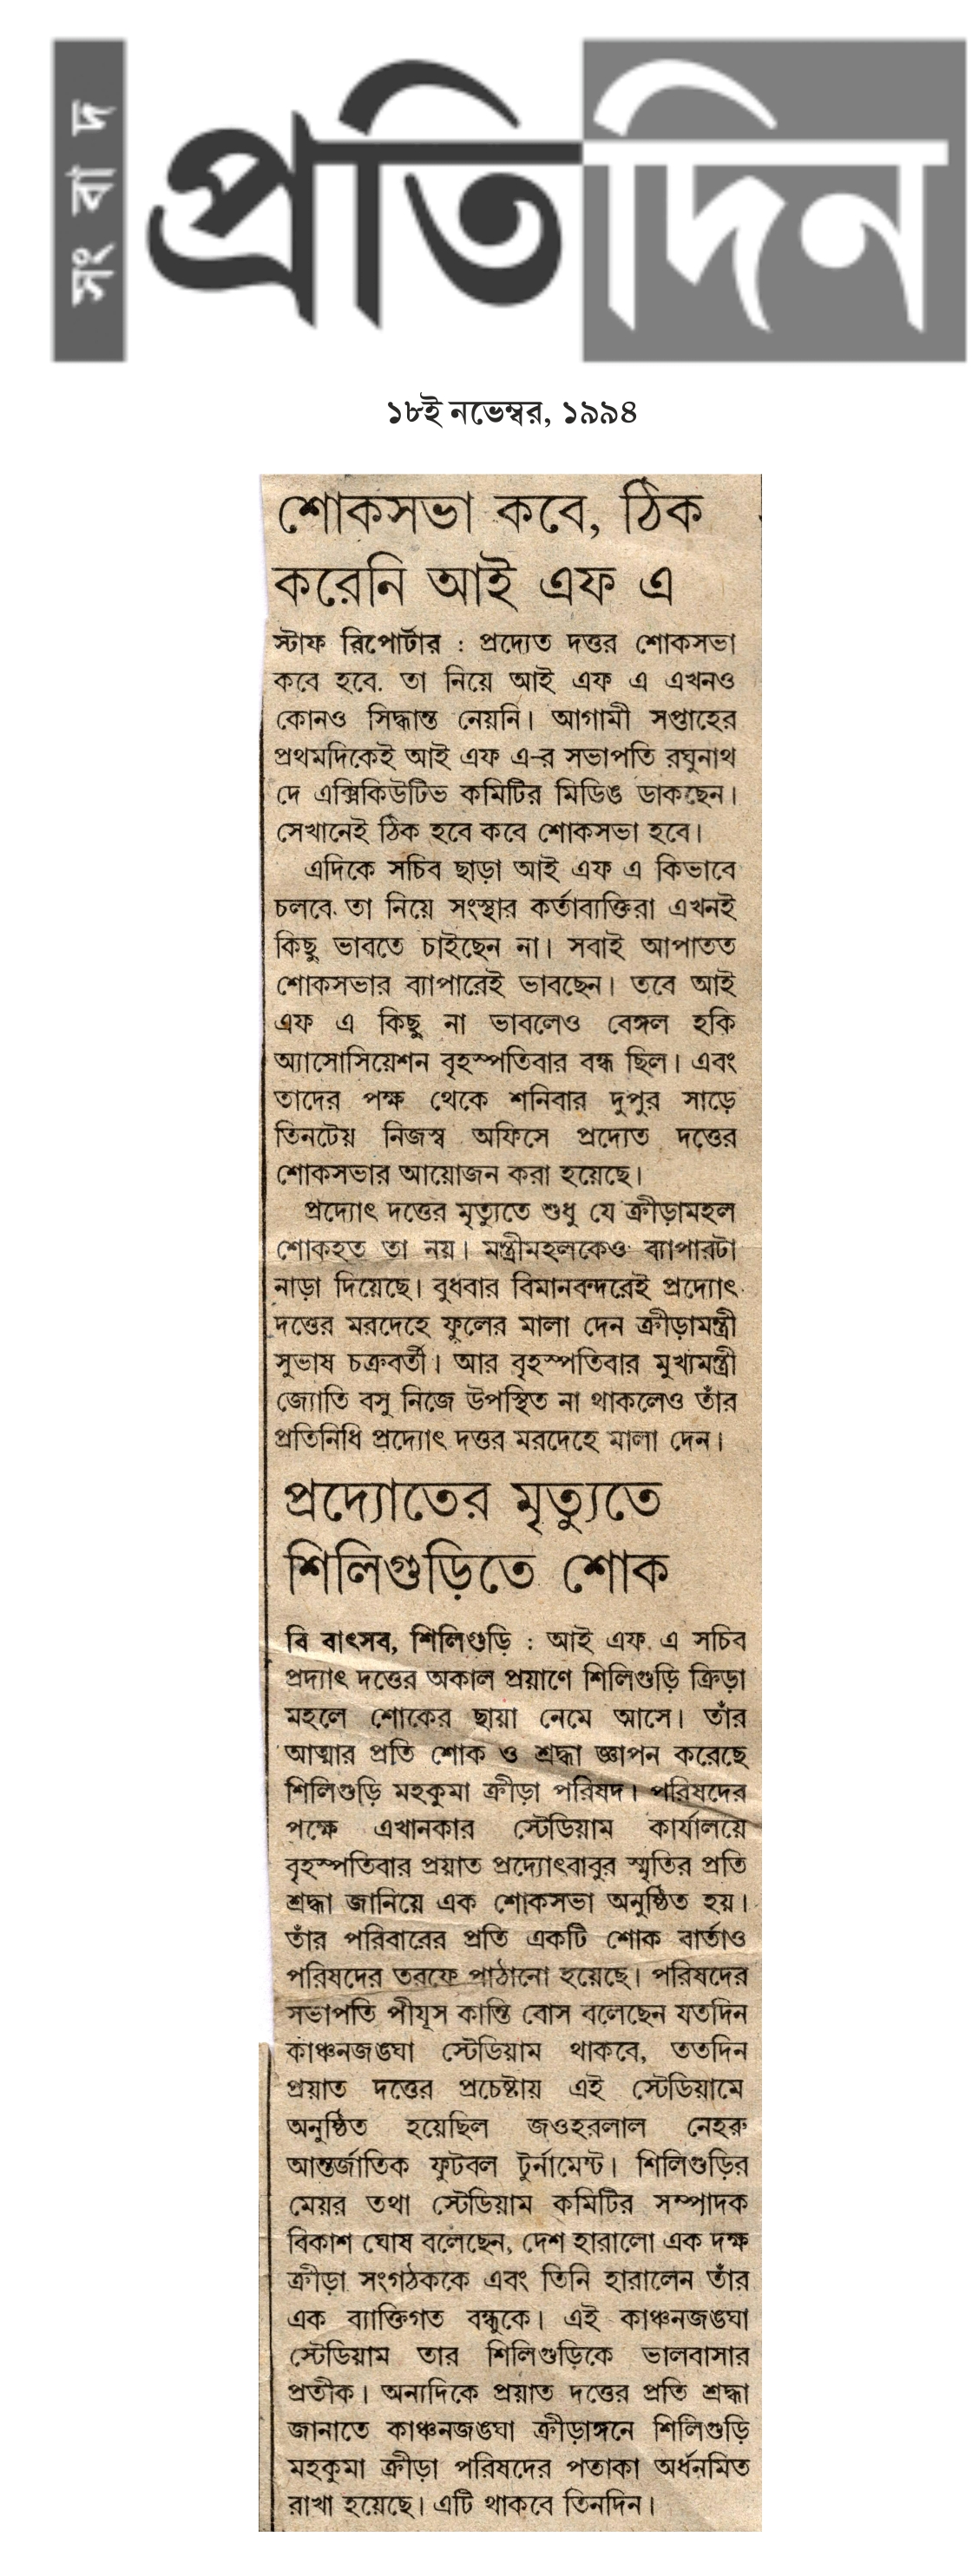 সংবাদ
প্রতিদিন
১৮ই নভেম্বর, ১৯৯৪
শোকসভা কবে, ঠিক
করেনি আই এফ এ
স্টাফ রিপোর্টার : প্রদ্যেত দত্তর শোকসভা
কবে হবে. তা নিয়ে আই এফ এ এখনও
কোনও সিদ্ধান্ত নেয়নি। আগামী সপ্তাহের
প্রথমদিকেই আই এফ এ-র সভাপতি রঘুনাথ
দে এক্সিকিউটিভ কমিটির মিডিঙ ডাকছেন।
সেখানেই ঠিক হবে কবে শোকসভা হবে।
এদিকে সচিব ছাড়া আই এফ এ কিভাবে
চলবে. তা নিয়ে সংস্থার কর্তাব্যক্তিরা এখনই
কিছু ভাবতে চাইছেন না। সবাই আপাতত
শোকসভার ব্যাপারেই ভাবছেন। তবে আই
এফ এ কিছু না ভাবলেও বেঙ্গল হকি
অ্যাসোসিয়েশন বৃহস্পতিবার বন্ধ ছিল। এবং
তাদের পক্ষ থেকে শনিবার দুপুর সাড়ে
তিনটেয় নিজস্ব অফিসে প্রদ্যেত দত্তের
শোকসভার আয়োজন করা হয়েছে।
প্রদ্যোৎ দত্তের মৃত্যুতে শুধু যে ক্রীড়ামহল
শোকহত তা নয়। মন্ত্রীমহলকেও ব্যাপারটা
নাড়া দিয়েছে। বুধবার বিমানবন্দরেই প্রদ্যোৎ
দত্তের মরদেহে ফুলের মালা দেন ক্রীড়ামন্ত্রী
সুভাষ চক্রবর্তী। আর বৃহস্পতিবার মুখ্যমন্ত্রী
জ্যোতি বসু নিজে উপস্থিত না থাকলেও তাঁর
প্রতিনিধি প্রদ্যোৎ দত্তর মরদেহে মালা দেন।
প্রদ্যোতের মৃত্যুতে
শিলিগুড়িতে শোক
বি বাৎসব, শিলিগুড়ি : আই এফ এ সচিব
প্রদ্যাৎ দত্তের অকাল প্রয়াণে শিলিগুড়ি ক্রিড়া
মহলে শোকের ছায়া নেমে আসে। তাঁর
আত্মার প্রতি শোক ও শ্রদ্ধা জ্ঞাপন করেছে
শিলিগুড়ি মহকুমা ক্রীড়া পরিষদ। পরিষদের
পক্ষে এখানকার স্টেডিয়াম কার্যালয়ে
বৃহস্পতিবার প্রয়াত প্রদ্যোৎবাবুর স্মৃতির প্রতি
শ্রদ্ধা জানিয়ে এক শোকসভা অনুষ্ঠিত হয়।
তাঁর পরিবারের প্রতি একটি শোক বার্তাও
পরিষদের তরফে পাঠানো হয়েছে। পরিষদের
সভাপতি পীযূস কান্তি বোস বলেছেন যতদিন
কাঞ্চনজঙঘা স্টেডিয়াম থাকবে, ততদিন
প্রয়াত দত্তের প্রচেষ্টায় এই স্টেডিয়ামে
অনুষ্ঠিত হয়েছিল জওহরলাল নেহরু
আন্তর্জাতিক ফুটবল টুর্নামেন্ট। শিলিগুড়ির
মেয়র তথা স্টেডিয়াম কমিটির সম্পাদক
বিকাশ ঘোষ বলেছেন, দেশ হারালো এক দক্ষ
ক্রীড়া সংগঠককে এবং তিনি হারালেন তাঁর
এক ব্যাক্তিগত বন্ধুকে। এই কাঞ্চনজঙঘা
স্টেডিয়াম তার শিলিগুড়িকে ভালবাসার
প্রতীক। অন্যদিকে প্রয়াত দত্তের প্রতি শ্রদ্ধা
জানাতে কাঞ্চনজঙঘা ক্রীড়াঙ্গনে শিলিগুড়ি
মহকুমা ক্রীড়া পরিষদের পতাকা অর্ধনমিত
রাখা হয়েছে। এটি থাকবে তিনদিন।